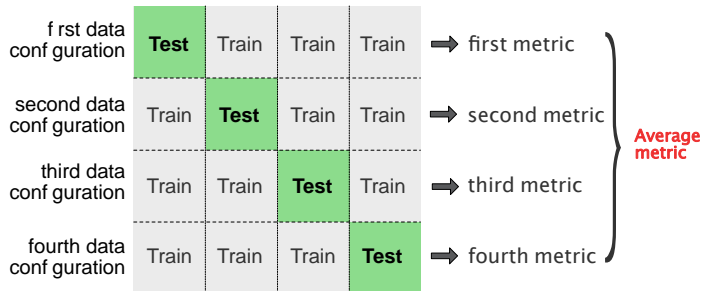 f rst data
conf guration
Test Train Train Train
first metric
second data
conf guration
Train Test Train Train
second metric
Average
metric
third data
conf guration
Train Train Test Train
third metric
fourth data
conf guration
Train Train Train Test
fourth metric